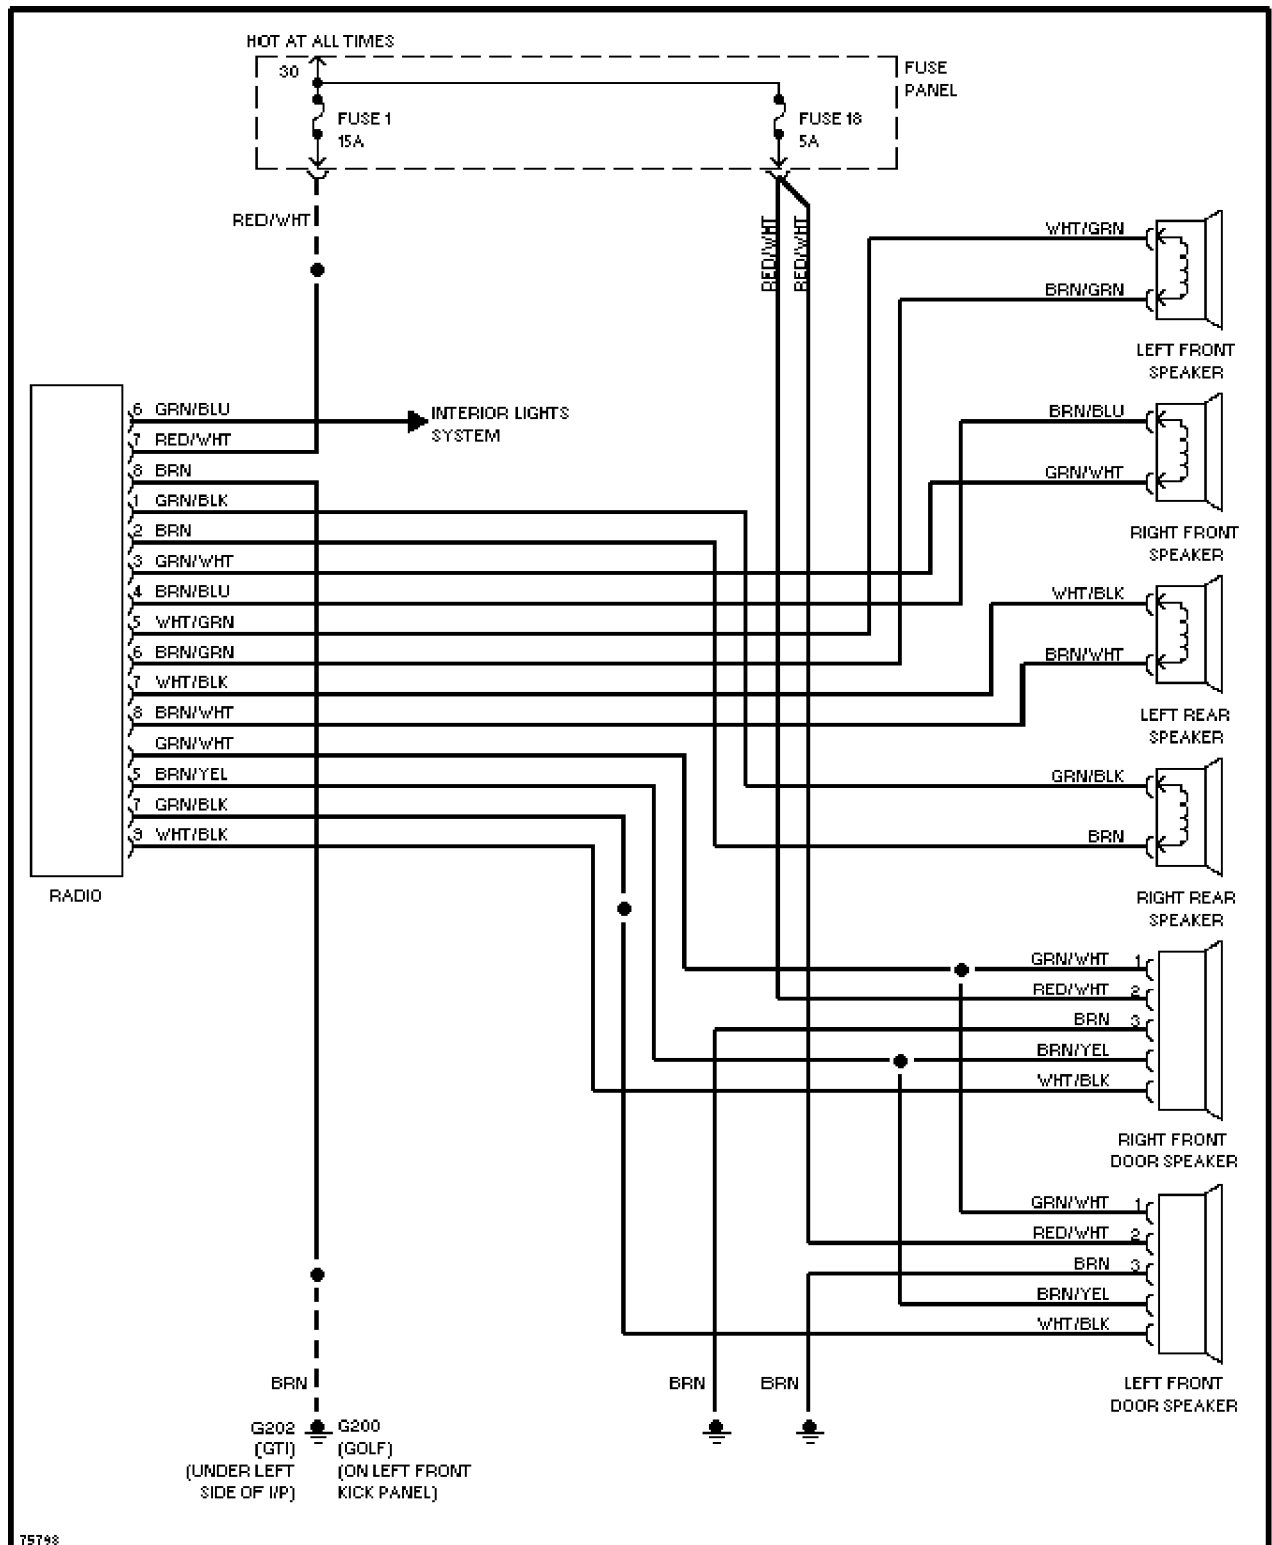 HOT AT ALL TIMES
30
FUSE 1
15A
FUSE 18
5A
FUSE
PANEL
RED/WHT
RED/WHT
RED/WHT
WHT/GRN
BRN/GRN
LEFT FRONT
SPEAKER
BRN/BLU
GRN/WHT
RIGHT FRONT
SPEAKER
WHT/BLK
BRN/WHT
LEFT REAR
SPEAKER
GRN/BLK
BRN
RIGHT REAR
SPEAKER
6 GRN/BLU
INTERIOR LIGHTS
SYSTEM
7 RED/WHT
8 BRN
1 GRN/BLK
2 BRN
3 GRN/WHT
4 BRN/BLU
5 WHT/GRN
6 BRN/GRN
7 WHT/BLK
8 BRN/WHT
GRN/WHT
5 BRN/YEL
7 GRN/BLK
9 WHT/BLK
RADIO
GRN/WHT 1
RED/WHT 2
BRN 3
BRN/YEL
WHT/BLK
RIGHT FRONT
DOOR SPEAKER
GRN/WHT 1
RED/WHT 2
BRN 3
BRN/YEL
WHT/BLK
LEFT FRONT
DOOR SPEAKER
BRN
BRN
BRN
G202
(GTI)
(UNDER LEFT
SIDE OF I/P)
G200
(GOLF)
(ON LEFT FRONT
KICK PANEL)
75798